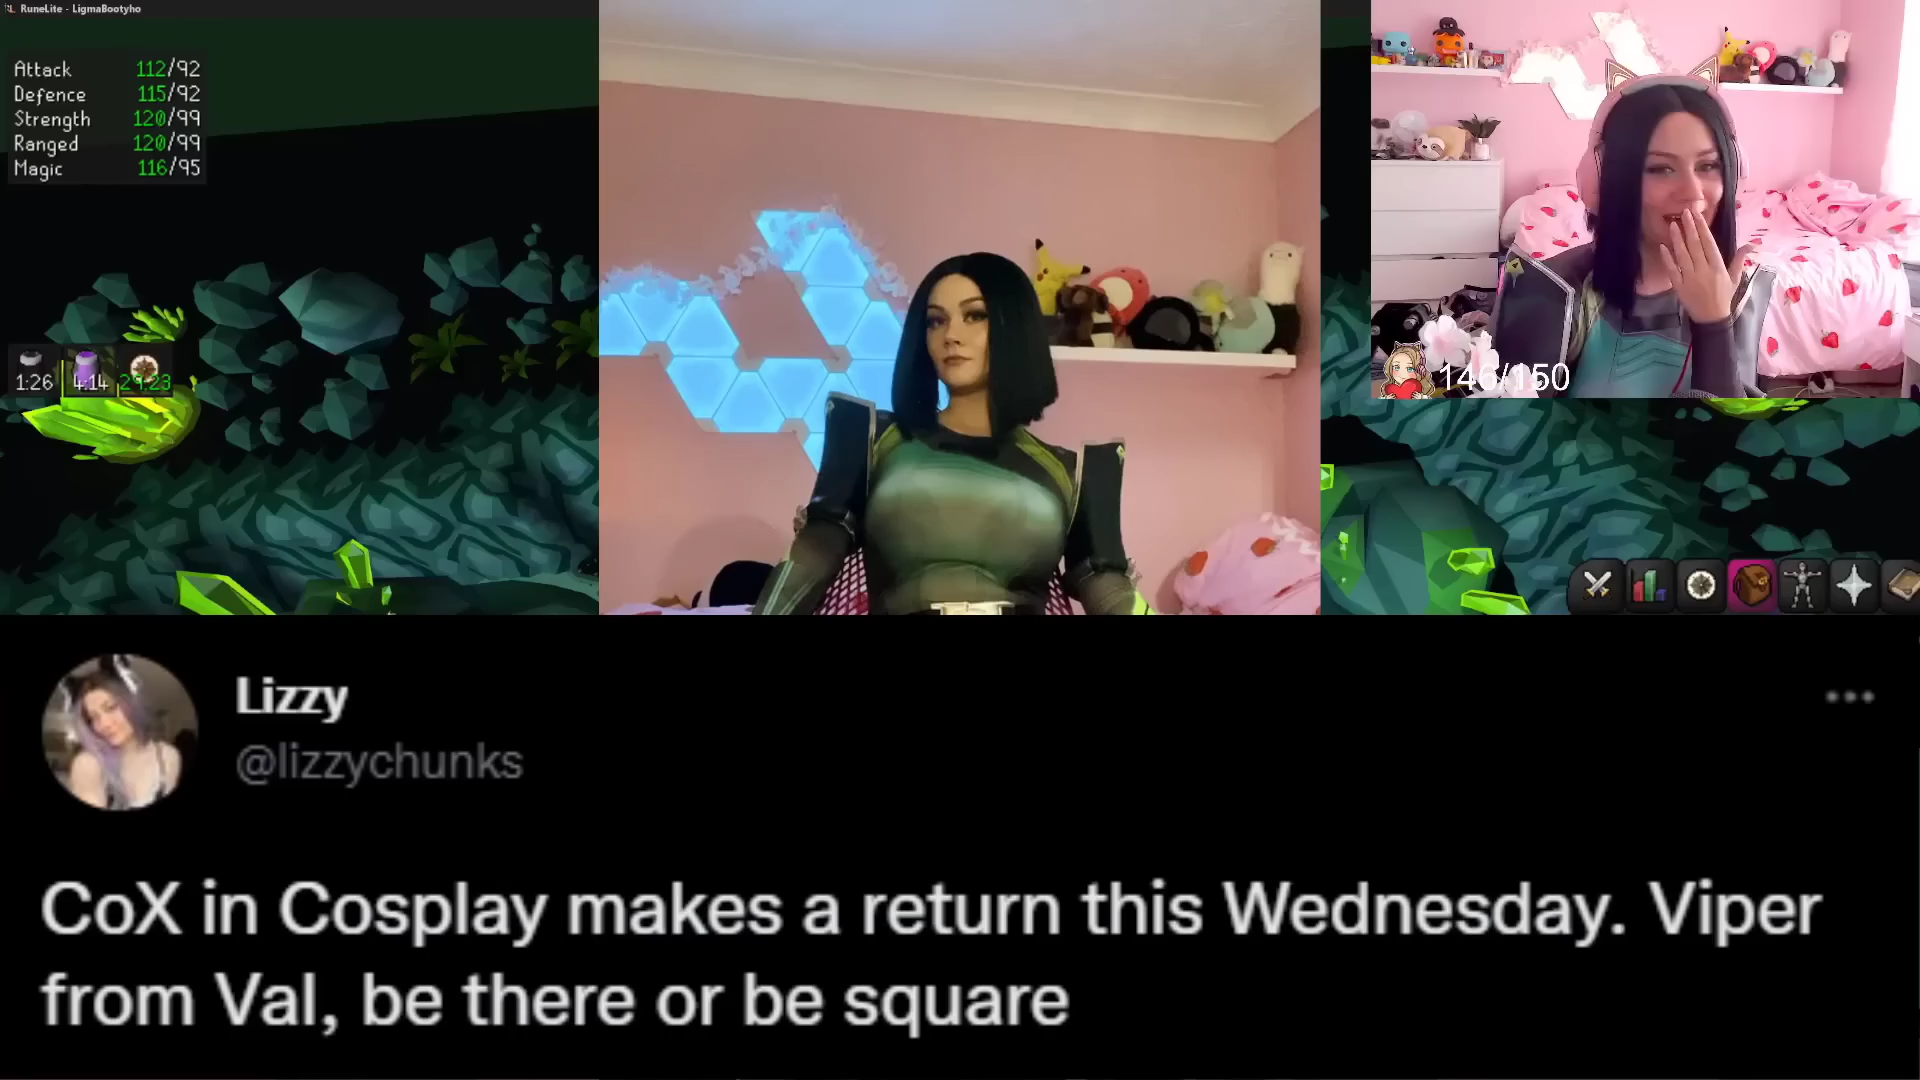 RuneLite - LigmaBootyho
Attack 112/92
Defence 115/92
Strength 120/99
Ranged 120/99
Magic 116/95
1:26 4:14 29:23
146/150
Lizzy
@lizzychunks
CoX in Cosplay makes a return this Wednesday. Viper
from Val, be there or be square